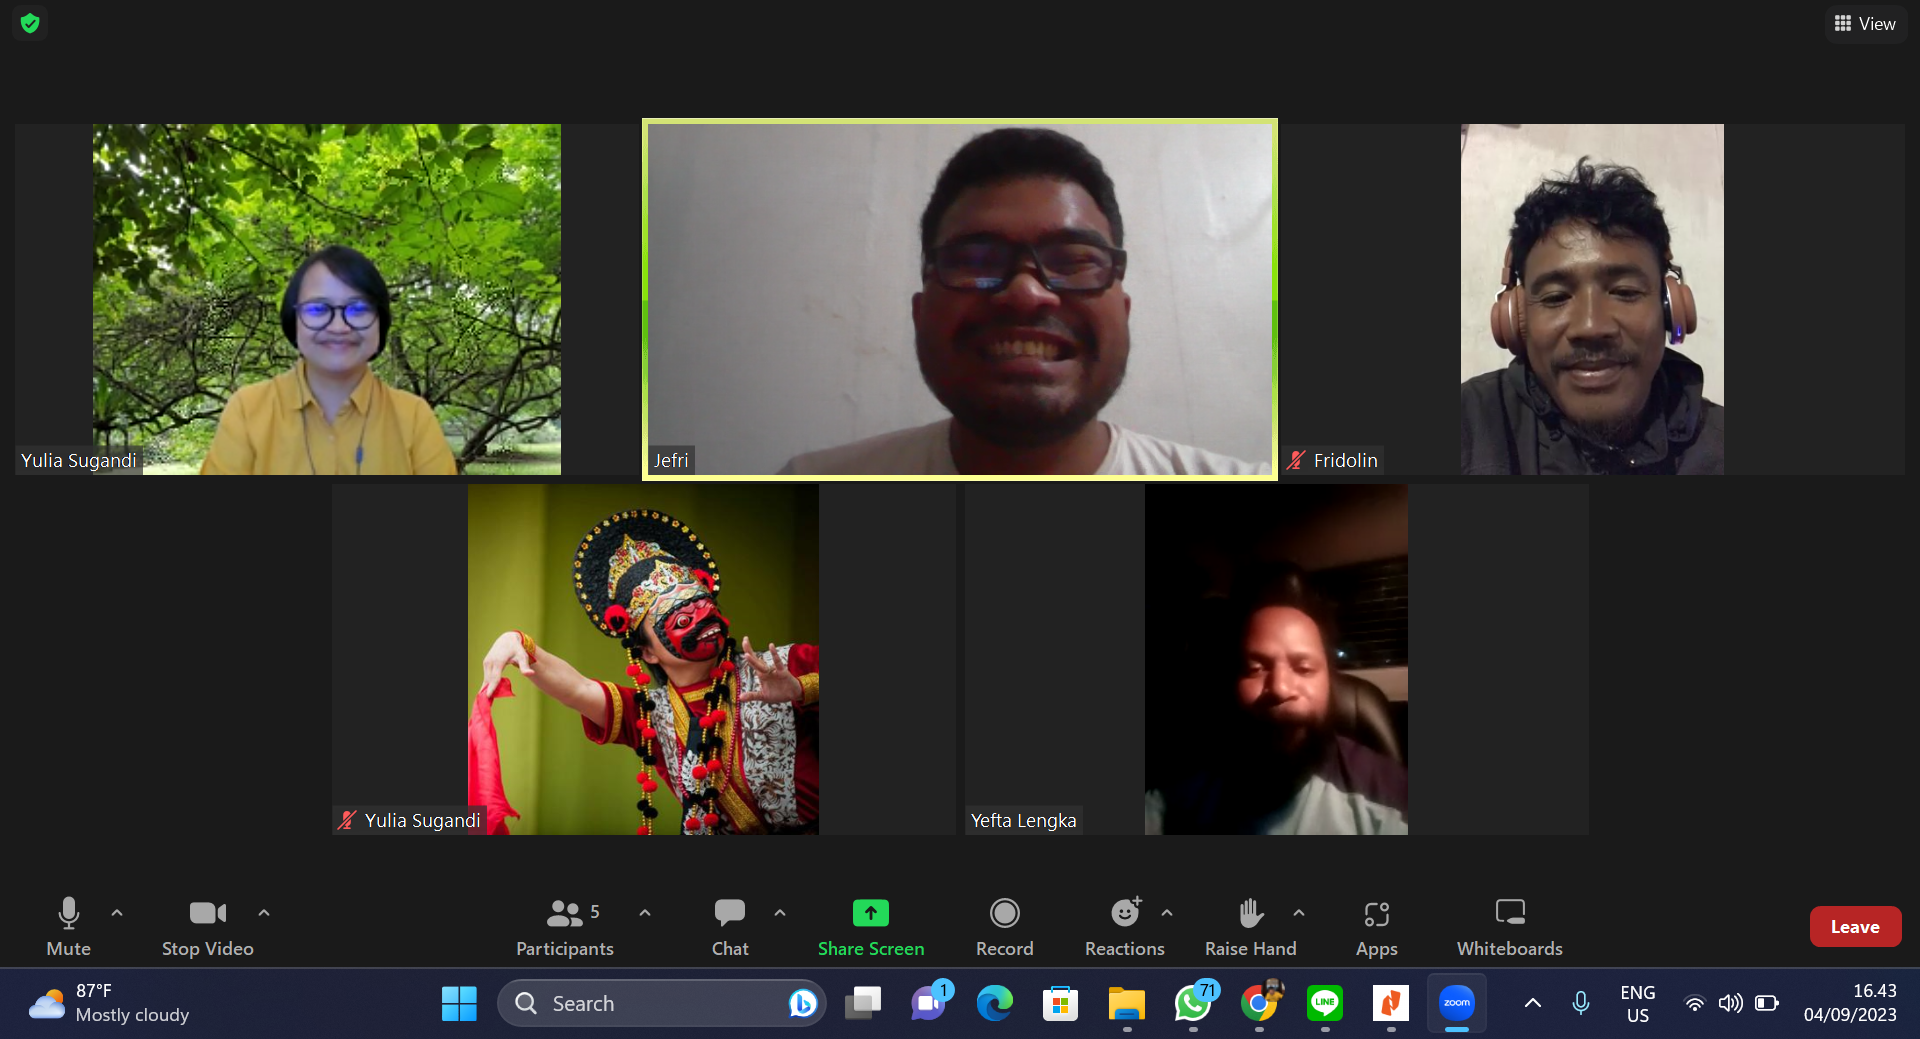 View
Yulia Sugandi
Jefri
Fridolin
Yulia Sugandi
Yefta Lengka
5
Mute
Stop Video
Participants
Chat
Share Screen
Record
Reactions
Raise Hand
Apps
Whiteboards
Leave
87°F
Mostly cloudy
Search
1
71
LINE
zoom
ENG
US
16.43
04/09/2023